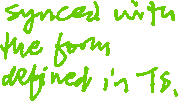 synced with
the form
defined in TS.